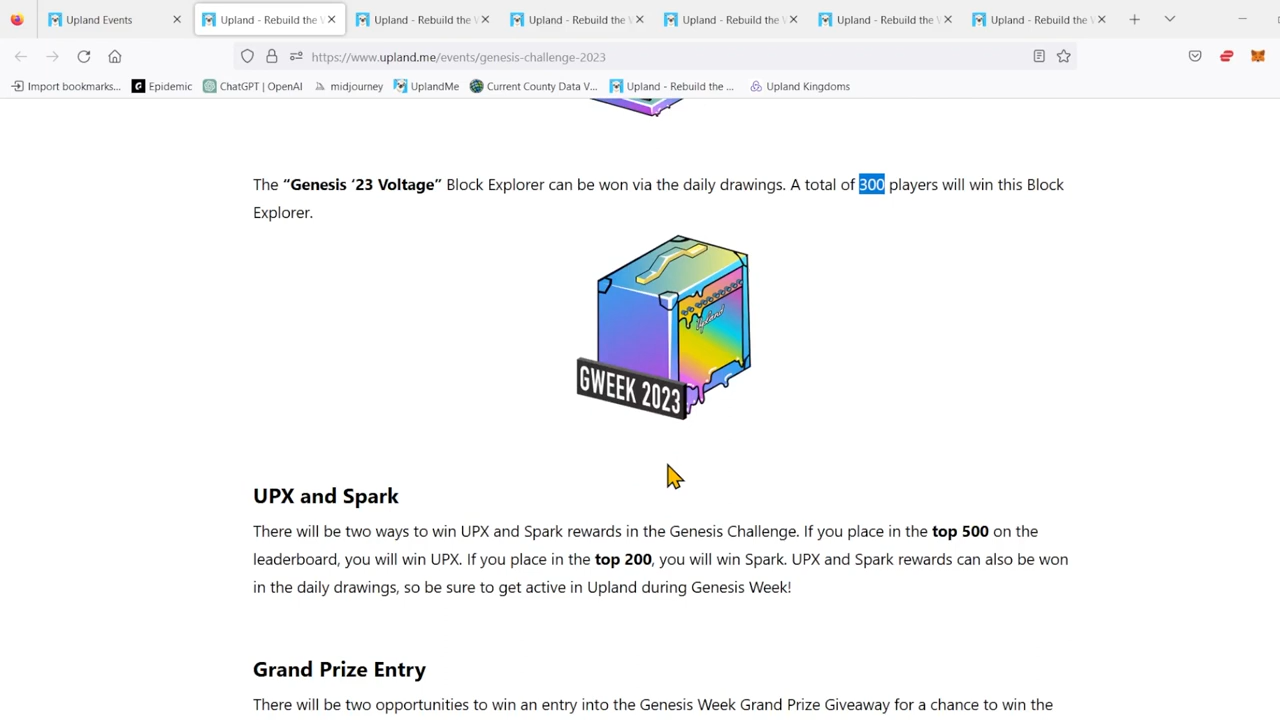 Upland Events
Upland - Rebuild the
Upland - Rebuild the
Upland - Rebuild the
Upland - Rebuild the
Upland - Rebuild the
Upland - Rebuild the
https://www.upland.me/events/genesis-challenge-2023
Import bookmarks...
Epidemic
ChatGPT | OpenAI
midjourney
UplandMe
Current County Data V...
Upland - Rebuild the ...
Upland Kingdoms
The “Genesis ‘23 Voltage” Block Explorer can be won via the daily drawings. A total of 300 players will win this Block
Explorer.
Upland
GWEEK 2023
UPX and Spark
There will be two ways to win UPX and Spark rewards in the Genesis Challenge. If you place in the top 500 on the
leaderboard, you will win UPX. If you place in the top 200, you will win Spark. UPX and Spark rewards can also be won
in the daily drawings, so be sure to get active in Upland during Genesis Week!
Grand Prize Entry
There will be two opportunities to win an entry into the Genesis Week Grand Prize Giveaway for a chance to win the